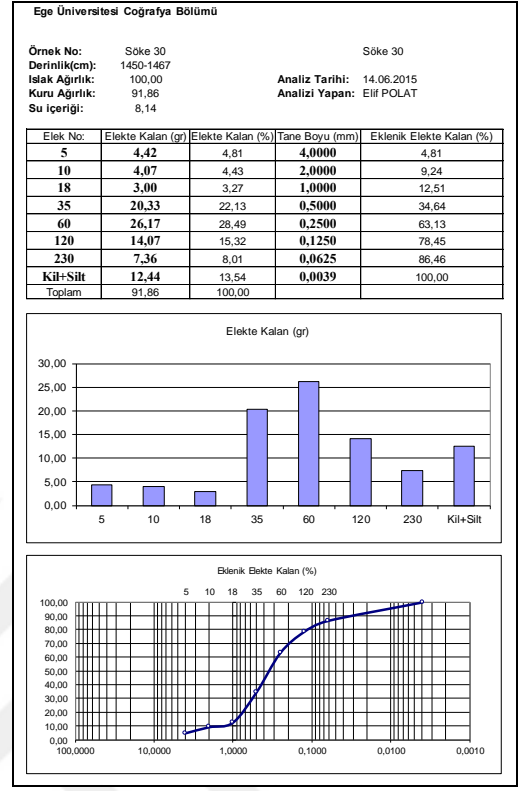 Ege Üniversitesi Coğrafya Bölümü
Örnek No: Söke 30 Söke 30
Derinlik(cm): 1450-1467
Islak Ağırlık: 100,00 Analiz Tarihi: 14.06.2015
Kuru Ağırlık: 91,86 Analizi Yapan: Elif POLAT
Su içeriği: 8,14
Elek No: Elekte Kalan (gr) Elekte Kalan (%) Tane Boyu (mm) Eklenik Elekte Kalan (%)
5 4,42 4,81 4,0000 4,81
10 4,07 4,43 2,0000 9,24
18 3,00 3,27 1,0000 12,51
35 20,33 22,13 0,5000 34,64
60 26,17 28,49 0,2500 63,13
120 14,07 15,32 0,1250 78,45
230 7,36 8,01 0,0625 86,46
Kil+Silt 12,44 13,54 0,0039 100,00
Toplam 91,86 100,00
Elekte Kalan (gr)
30,00
25,00
20,00
15,00
10,00
5,00
0,00
5 10 18 35 60 120 230 Kil+Silt
Eklenik Elekte Kalan (%)
5 10 18 35 60 120 230
100,00
90,00
80,00
70,00
60,00
50,00
40,00
30,00
20,00
10,00
0,00
100,0000 10,0000 1,0000 0,1000 0,0100 0,0010